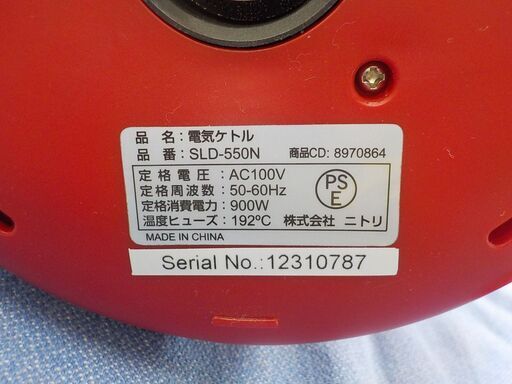 品 名：電気ケトル
品 番：SLD-550N 商品CD: 8970864
定 格 電 圧：AC100V
定格周波数：50-60Hz
定格消費電力：900W
温度ヒューズ：192℃ 株式会社 ニトリ
PS
E
MADE IN CHINA
Serial No.:12310787